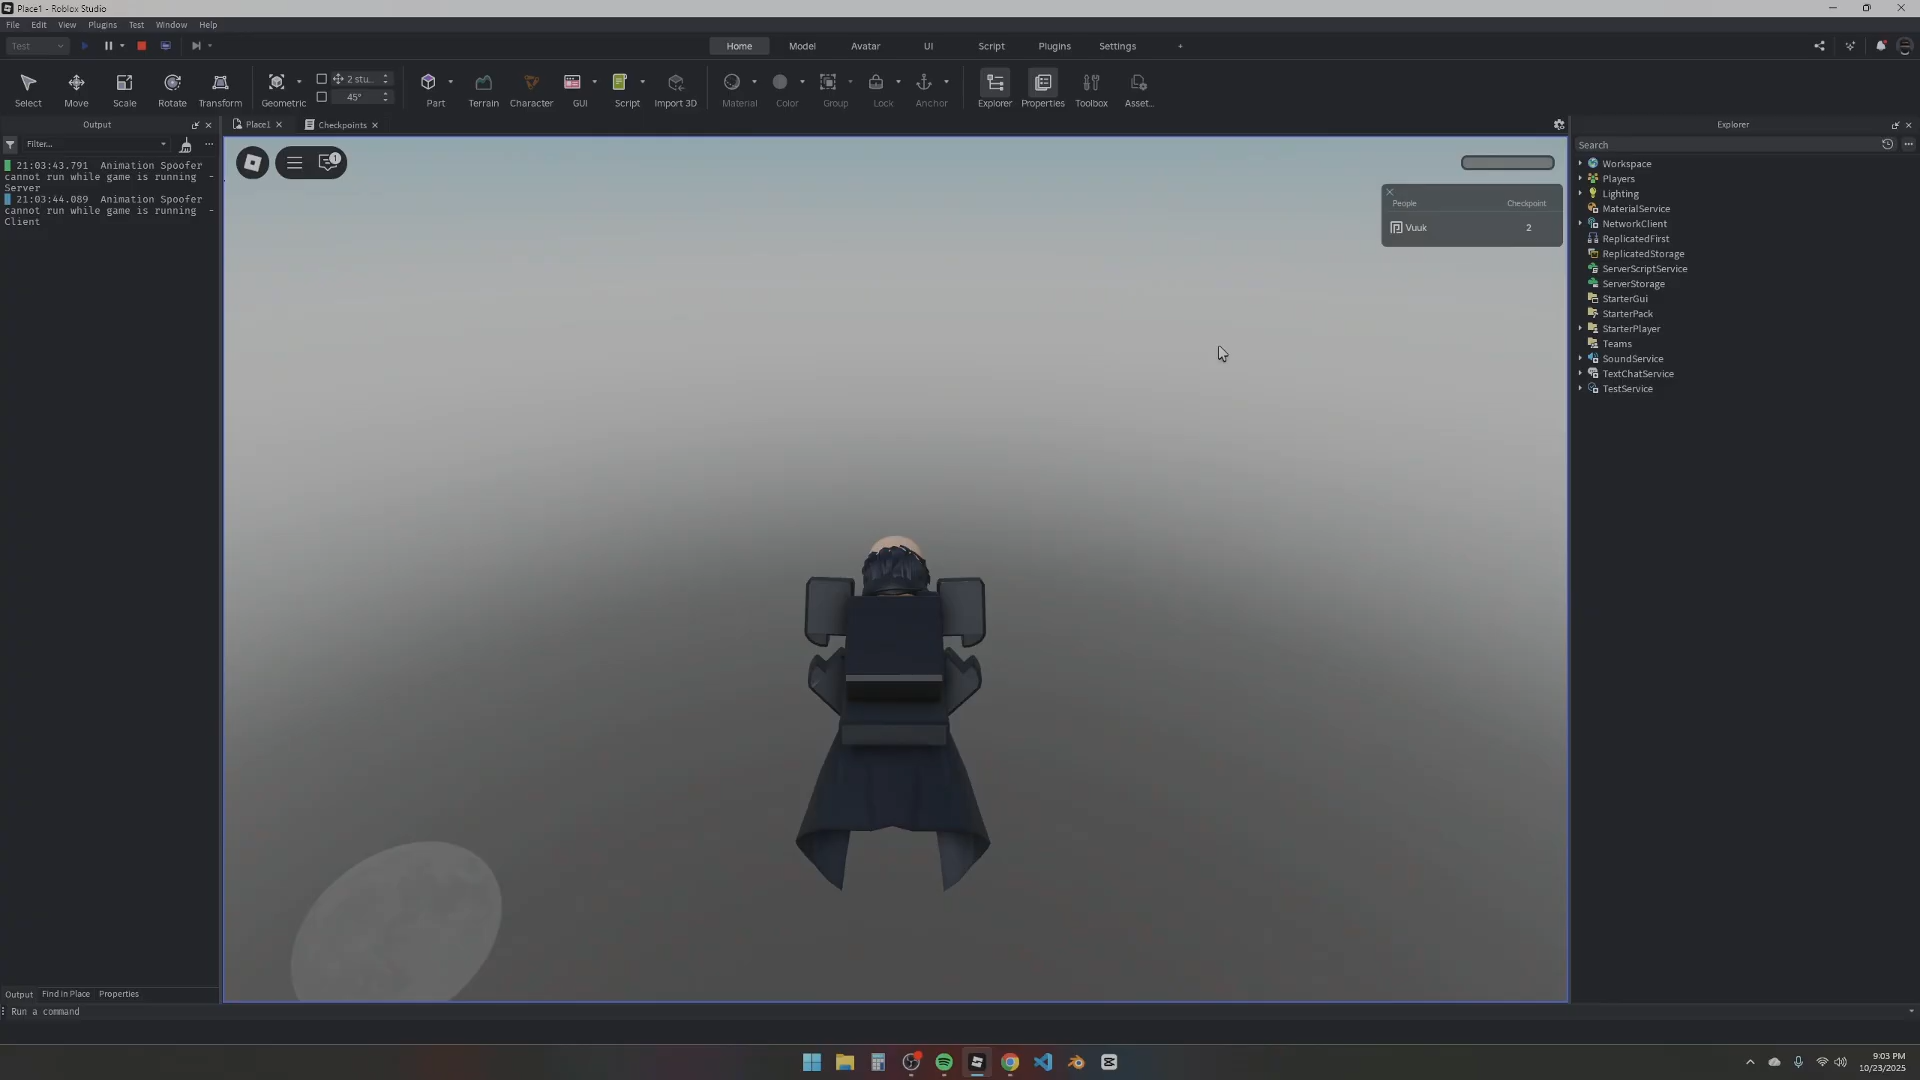 Place1 - Roblox Studio
File Edit View Plugins Test Window Help
Test
Home Model Avatar UI Script Plugins Settings +
2 stu...
45°
Select Move Scale Rotate Transform Geometric Part Terrain Character GUI Script Import 3D Material Color Group Lock Anchor Explorer Properties Toolbox Asset...
Output
Place1
Checkpoints
Explorer
Filter...
Search
21:03:43.791 Animation Spoofer
cannot run while game is running -
Server
21:03:44.089 Animation Spoofer
cannot run while game is running -
Client
1
People Checkpoint
Vuuk 2
Workspace
Players
Lighting
MaterialService
NetworkClient
ReplicatedFirst
ReplicatedStorage
ServerScriptService
ServerStorage
StarterGui
StarterPack
StarterPlayer
Teams
SoundService
TextChatService
TestService
Output Find in Place Properties
Run a command
9:03 PM
10/23/2025